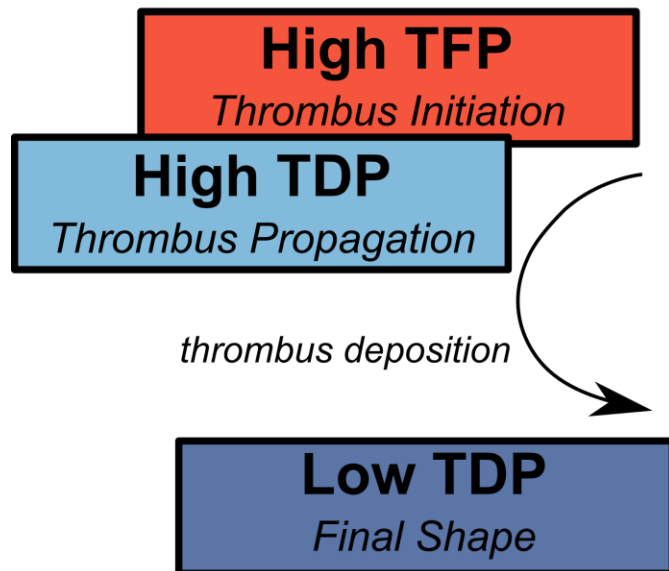 High TFP
Thrombus Initiation
High TDP
Thrombus Propagation
thrombus deposition
Low TDP
Final Shape